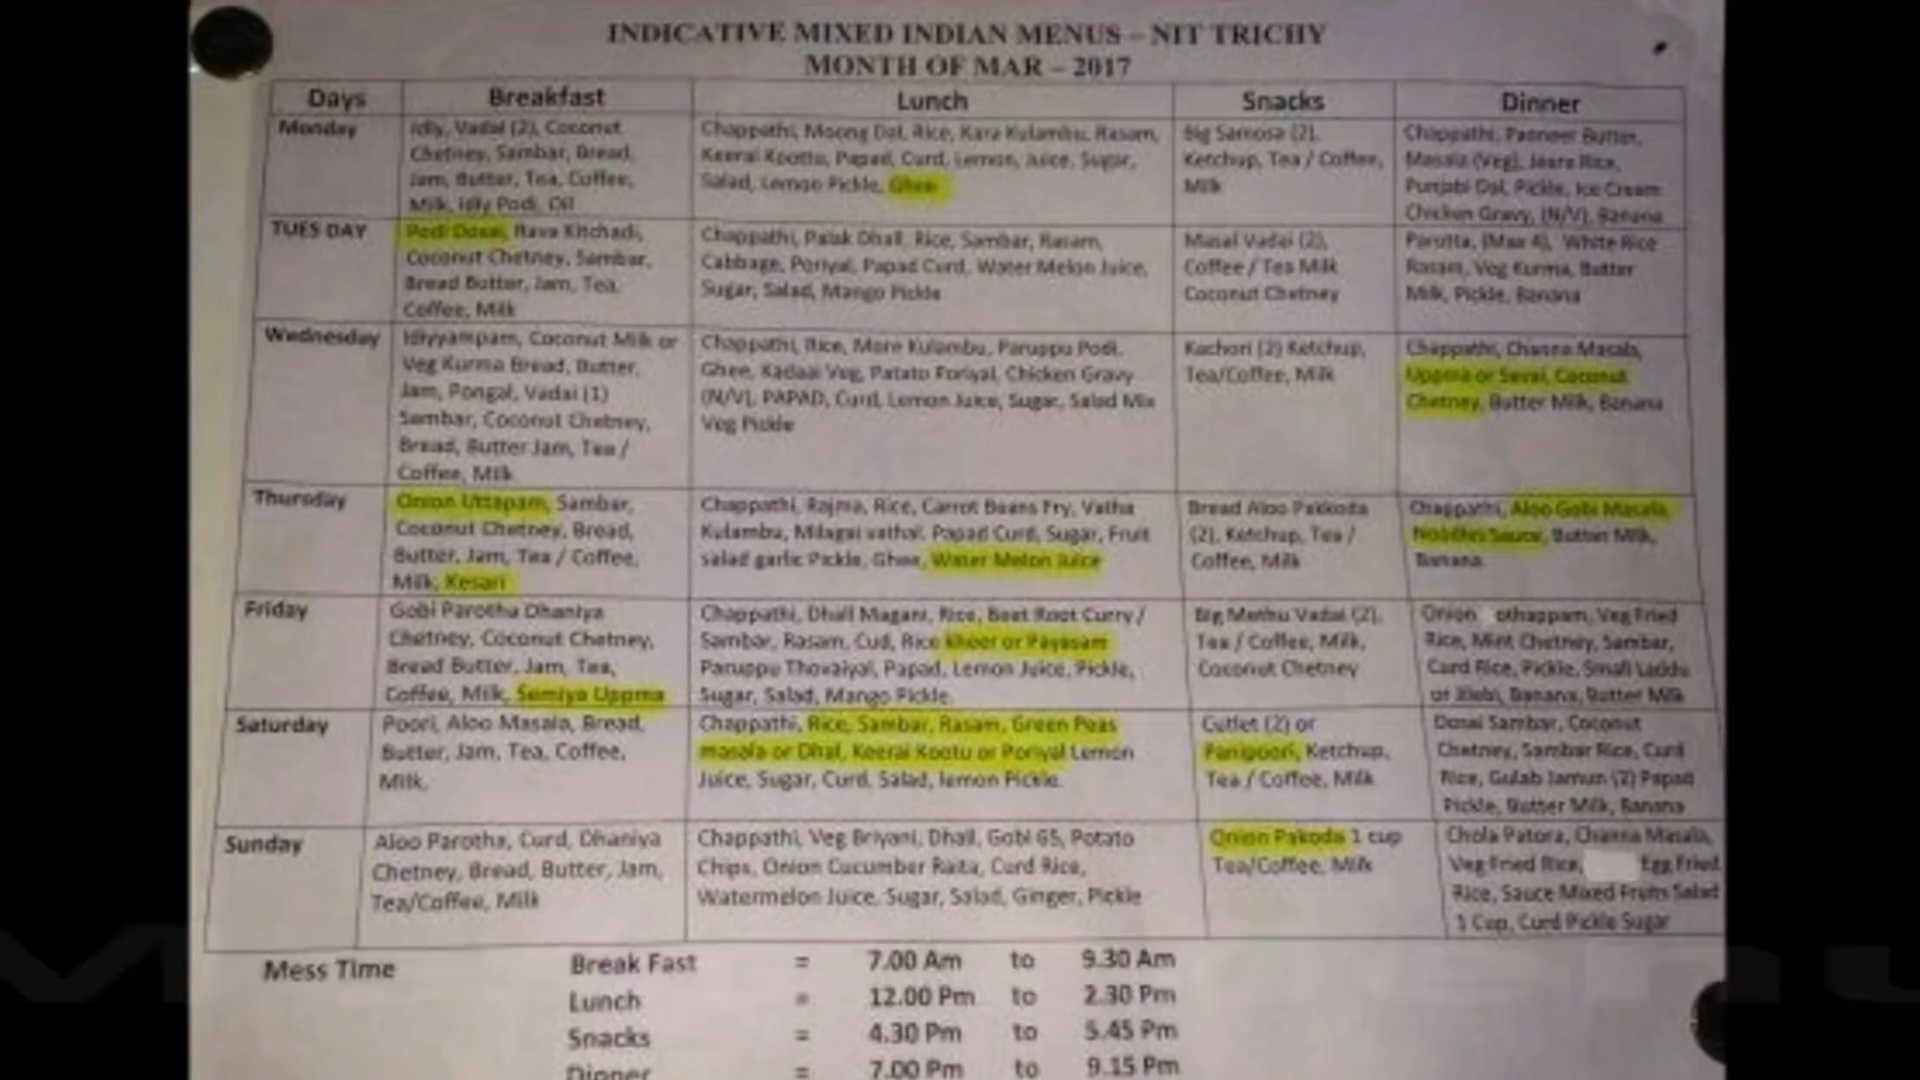 INDICATIVE MIXED INDIAN MENUS – NIT TRICHY
MONTH OF MAR – 2017
Days Breakfast Lunch Snacks Dinner
Monday
Idly, Vadai (2), Coconut
Chetney, Sambar, Bread,
Jam, Butter, Tea, Coffee,
Milk, Idly Podi, Oil
Chappathi, Moong Dal, Rice, Kara Kulambu, Rasam,
Keerai Koottu, Papad, Curd, Lemon, Juice, Sugar,
Salad, Lemon Pickle, Ghee
Big Samosa (2),
Ketchup, Tea / Coffee,
Milk
Chappathi, Panneer Butter,
Masala (Veg), Jeera Rice,
Punjabi Dal, Pickle, Ice Cream
Chicken Gravy, (N/V), Banana
TUES DAY
Podi Dosai, Rava Kitchadi,
Coconut Chetney, Sambar,
Bread Butter, Jam, Tea,
Coffee, Milk
Chappathi, Palak Dhall, Rice, Sambar, Rasam,
Cabbage, Poriyal, Papad Curd, Water Melon Juice,
Sugar, Salad, Mango Pickle
Masal Vadai (2),
Coffee / Tea Milk
Coconut Chetney
Parotta, (Max 4), White Rice
Rasam, Veg Kurma, Butter
Milk, Pickle, Banana
Wednesday
Idiyyampam, Coconut Milk or
Veg Kurma Bread, Butter,
Jam, Pongal, Vadai (1)
Sambar, Coconut Chetney,
Bread, Butter Jam, Tea /
Coffee, Milk
Chappathi, Rice, More Kulambu, Paruppu Podi,
Ghee, Kadaai Veg, Patato Poriyal, Chicken Gravy
(N/V), PAPAD, Curd, Lemon Juice, Sugar, Salad Mix
Veg Pickle
Kachori (2) Ketchup,
Tea/Coffee, Milk
Chappathi, Channa Masala,
Uppma or Sevai, Coconut
Chetney, Butter Milk, Banana
Thursday
Onion Uttapam, Sambar,
Coconut Chetney, Bread,
Butter, Jam, Tea / Coffee,
Milk, Kesari
Chappathi, Rajma, Rice, Carrot Beans Fry, Vatha
Kulambu, Milagai vathal, Papad Curd, Sugar, Fruit
salad garlic Pickle, Ghee, Water Melon Juice
Bread Aloo Pakkoda
(2), Ketchup, Tea /
Coffee, Milk
Chappathi, Aloo Gobi Masala,
Noodles Sauce, Butter Milk,
Banana
Friday
Gobi Parotha Dhaniya
Chetney, Coconut Chetney,
Bread Butter, Jam, Tea,
Coffee, Milk, Semiya Uppma
Chappathi, Dhall Magani, Rice, Beet Root Curry /
Sambar, Rasam, Cud, Rice Kheer or Payasam
Paruppu Thovaiyal, Papad, Lemon Juice, Pickle,
Sugar, Salad, Mango Pickle
Big Methu Vadai (2),
Tea / Coffee, Milk,
Coconut Chetney
Onion othappam, Veg Fried
Rice, Mint Chetney, Sambar,
Curd Rice, Pickle, Small Laddu
or Jilebi, Banana, Butter Milk
Saturday
Poori, Aloo Masala, Bread,
Butter, Jam, Tea, Coffee,
Milk,
Chappathi, Rice, Sambar, Rasam, Green Peas
masala or Dhal, Keerai Kootu or Poriyal Lemon
Juice, Sugar, Curd, Salad, lemon Pickle
Cutlet (2) or
Panipoori, Ketchup,
Tea / Coffee, Milk
Dosai Sambar, Coconut
Chetney, Sambar Rice, Curd
Rice, Gulab Jamun (2) Papad
Pickle, Butter Milk, Banana
Sunday
Aloo Parotha, Curd, Dhaniya
Chetney, Bread, Butter, Jam,
Tea/Coffee, Milk
Chappathi, Veg Briyani, Dhall, Gobi 65, Potato
Chips, Onion Cucumber Raita, Curd Rice,
Watermelon Juice, Sugar, Salad, Ginger, Pickle
Onion Pakoda 1 cup
Tea/Coffee, Milk
Chola Patora, Channa Masala,
Veg Fried Rice, Egg Fried
Rice, Sauce Mixed Fruits Salad
1 Cup, Curd Pickle Sugar
Mess Time Break Fast = 7.00 Am to 9.30 Am
Lunch = 12.00 Pm to 2.30 Pm
Snacks = 4.30 Pm to 5.45 Pm
Dinner = 7.00 Pm to 9.15 Pm